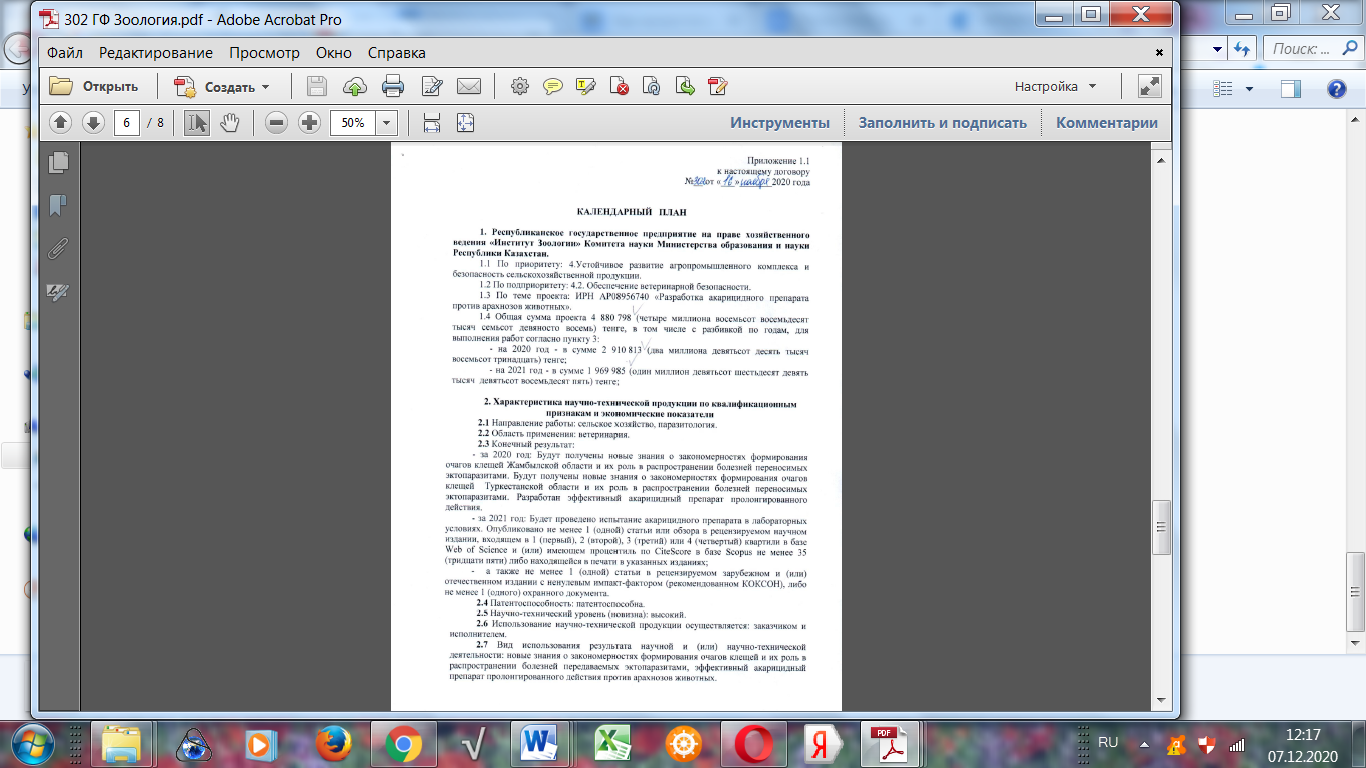 302 ГФ Зоология.pdf - Adobe Acrobat Pro
Файл Редактирование Просмотр Окно Справка
Поиск: ...
Открыть Создать Настройка
6 / 8 50% Инструменты Заполнить и подписать Комментарии
Приложение 1.1
к настоящему договору
№302от «16» ноября 2020 года
КАЛЕНДАРНЫЙ ПЛАН
1. Республиканское государственное предприятие на праве хозяйственного
ведения «Институт Зоологии» Комитета науки Министерства образования и науки
Республики Казахстан.
1.1 По приоритету: 4.Устойчивое развитие агропромышленного комплекса и
безопасность сельскохозяйственной продукции.
1.2 По подприоритету: 4.2. Обеспечение ветеринарной безопасности.
1.3 По теме проекта: ИРН АР08956740 «Разработка акарицидного препарата
против арахнозов животных».
1.4 Общая сумма проекта 4 880 798 (четыре миллиона восемьсот восемьдесят
тысяч семьсот девяносто восемь) тенге, в том числе с разбивкой по годам, для
выполнения работ согласно пункту 3:
- на 2020 год - в сумме 2 910 813 (два миллиона девятьсот десять тысяч
восемьсот тринадцать) тенге;
- на 2021 год - в сумме 1 969 985 (один миллион девятьсот шестьдесят девять
тысяч девятьсот восемьдесят пять) тенге;
2. Характеристика научно-технической продукции по квалификационным
признакам и экономические показатели
2.1 Направление работы: сельское хозяйство, паразитология.
2.2 Область применения: ветеринария.
2.3 Конечный результат:
- за 2020 год: Будут получены новые знания о закономерностях формирования
очагов клещей Жамбылской области и их роль в распространении болезней переносимых
эктопаразитами. Будут получены новые знания о закономерностях формирования очагов
клещей Туркестанской области и их роль в распространении болезней переносимых
эктопаразитами. Разработан эффективный акарицидный препарат пролонгированного
действия.
- за 2021 год: Будет проведено испытание акарицидного препарата в лабораторных
условиях. Опубликовано не менее 1 (одной) статьи или обзора в рецензируемом научном
издании, входящем в 1 (первый), 2 (второй), 3 (третий) или 4 (четвертый) квартили в базе
Web of Science и (или) имеющем процентиль по CiteScore в базе Scopus не менее 35
(тридцати пяти) либо находящейся в печати в указанных изданиях;
- а также не менее 1 (одной) статьи в рецензируемом зарубежном и (или)
отечественном издании с ненулевым импакт-фактором (рекомендованном КОКСОН), либо
не менее 1 (одного) охранного документа.
2.4 Патентоспособность: патентоспособна.
2.5 Научно-технический уровень (новизна): высокий.
2.6 Использование научно-технической продукции осуществляется: заказчиком и
исполнителем.
2.7 Вид использования результата научной и (или) научно-технической
деятельности: новые знания о закономерностях формирования очагов клещей и их роль в
распространении болезней передаваемых эктопаразитами, эффективный акарицидный
препарат пролонгированного действия против арахнозов животных.
RU 12:17
07.12.2020